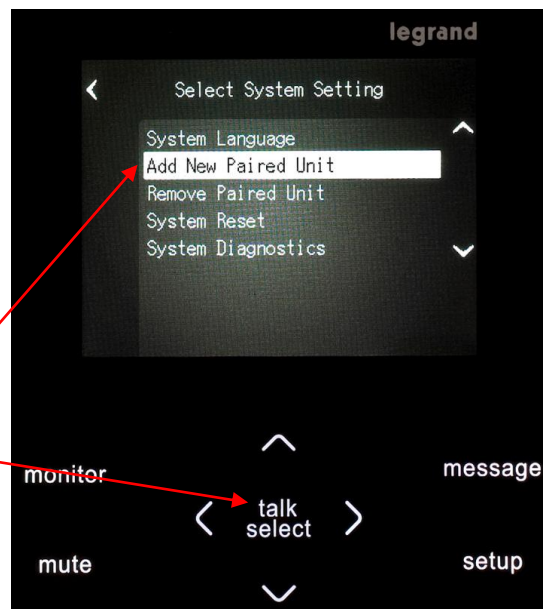 legrand
Select System Setting
System Language
Add New Paired Unit
Remove Paired Unit
System Reset
System Diagnostics
monitor
message
talk
select
mute
setup